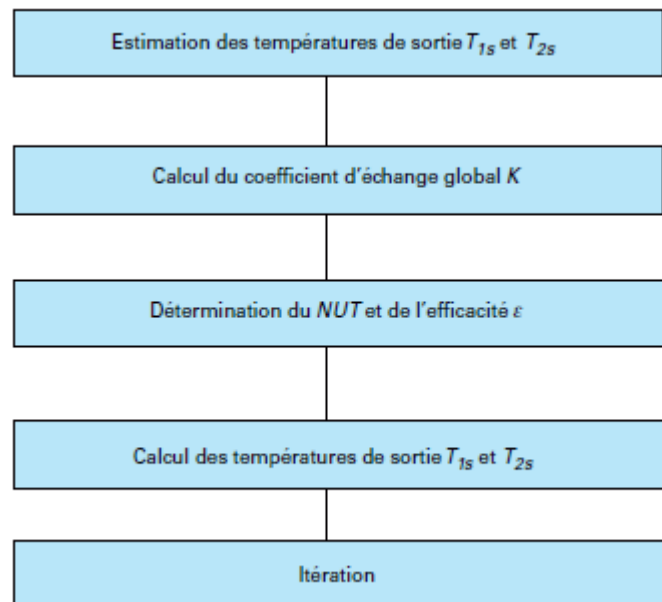 Estimation des températures de sortie T1s et T2s
Calcul du coefficient d'échange global K
Détermination du NUT et de l'efficacité ε
Calcul des températures de sortie T1s et T2s
Itération